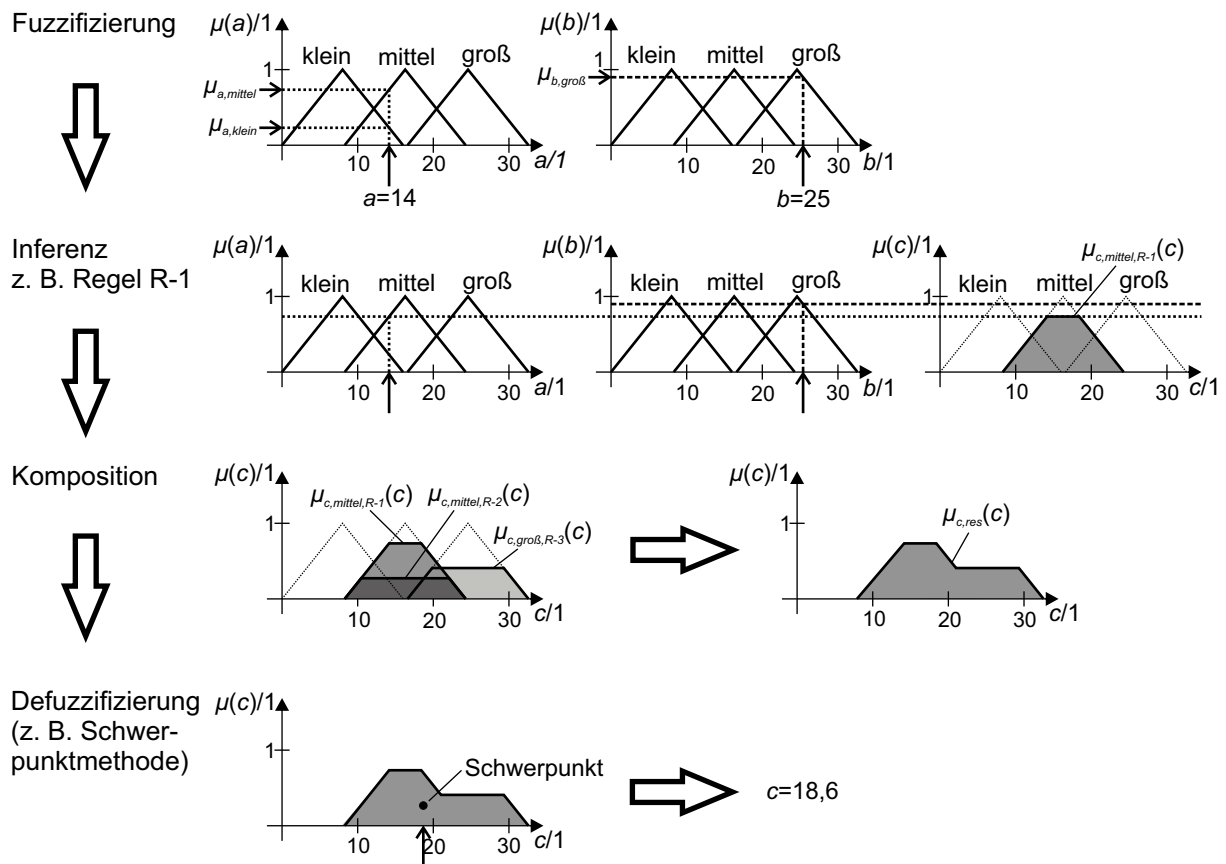 Fuzzifizierung
μ(a)/1
klein mittel groß
1
μa,mittel
μa,klein
10 20 30 a/1
a=14
μ(b)/1
klein mittel groß
1
μb,groß
10 20 30 b/1
b=25
Inferenz
z. B. Regel R-1
μ(a)/1
klein mittel groß
1
10 20 30 a/1
μ(b)/1
klein mittel groß
1
10 20 30 b/1
μ(c)/1
μc,mittel,R-1(c)
klein mittel groß
1
10 20 30 c/1
Komposition
μ(c)/1
μc,mittel,R-1(c) μc,mittel,R-2(c)
μc,groß,R-3(c)
1
10 20 30 c/1
μ(c)/1
μc,res(c)
1
10 20 30 c/1
Defuzzifizierung
(z. B. Schwer-
punktmethode)
μ(c)/1
1
Schwerpunkt
10 20 30 c/1
c=18,6